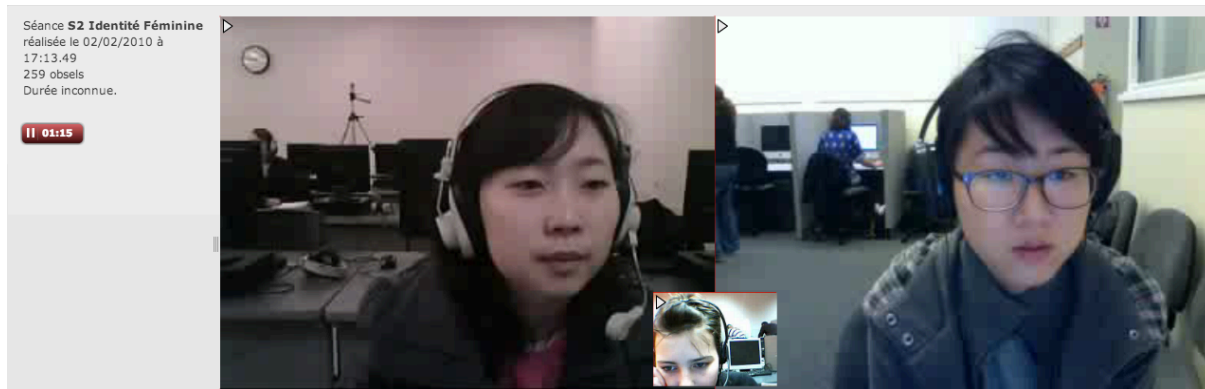 Séance S2 Identité Féminine
réalisée le 02/02/2010 à
17:13.49
259 obsels
Durée inconnue.
01:15